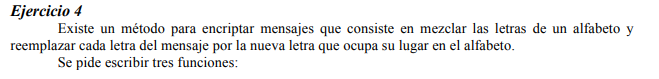 Ejercicio 4
Existe un método para encriptar mensajes que consiste en mezclar las letras de un alfabeto y
reemplazar cada letra del mensaje por la nueva letra que ocupa su lugar en el alfabeto.
Se pide escribir tres funciones: